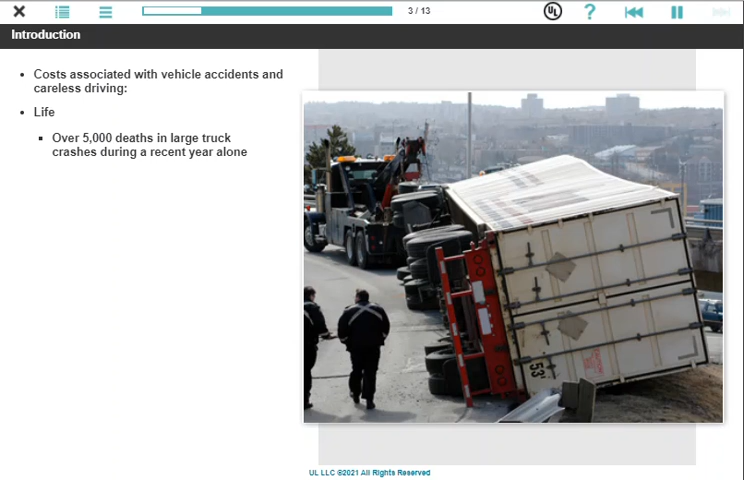 3 / 13
UL
?
Introduction
• Costs associated with vehicle accidents and
careless driving:
• Life
▪ Over 5,000 deaths in large truck
crashes during a recent year alone
53'
UL LLC ©2021 All Rights Reserved